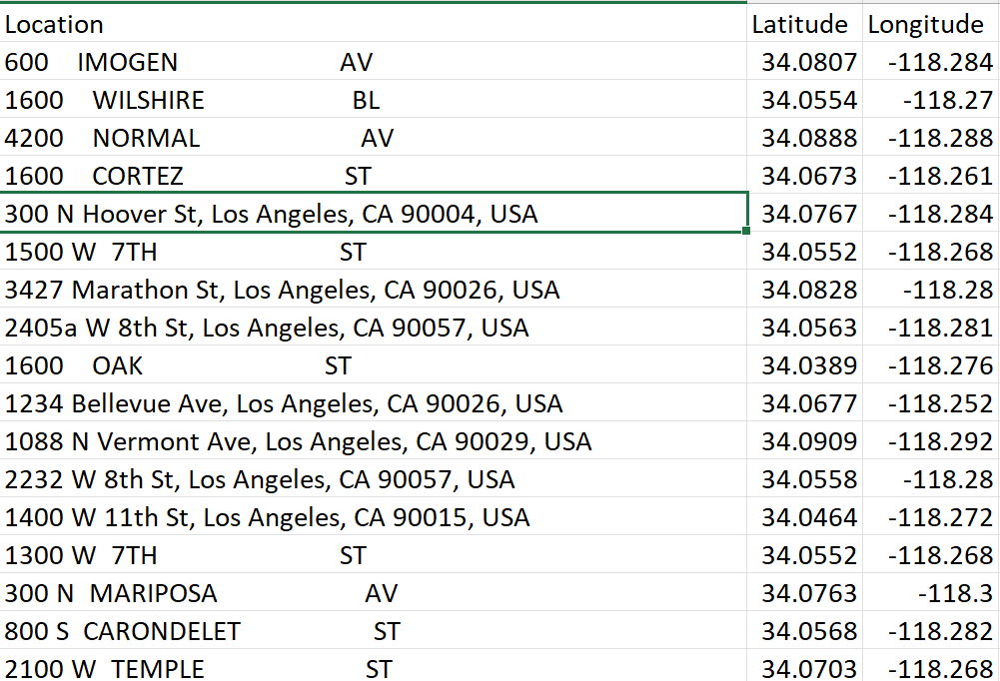 Location Latitude Longitude
600 IMOGEN AV 34.0807 -118.284
1600 WILSHIRE BL 34.0554 -118.27
4200 NORMAL AV 34.0888 -118.288
1600 CORTEZ ST 34.0673 -118.261
300 N Hoover St, Los Angeles, CA 90004, USA 34.0767 -118.284
1500 W 7TH ST 34.0552 -118.268
3427 Marathon St, Los Angeles, CA 90026, USA 34.0828 -118.28
2405a W 8th St, Los Angeles, CA 90057, USA 34.0563 -118.281
1600 OAK ST 34.0389 -118.276
1234 Bellevue Ave, Los Angeles, CA 90026, USA 34.0677 -118.252
1088 N Vermont Ave, Los Angeles, CA 90029, USA 34.0909 -118.292
2232 W 8th St, Los Angeles, CA 90057, USA 34.0558 -118.28
1400 W 11th St, Los Angeles, CA 90015, USA 34.0464 -118.272
1300 W 7TH ST 34.0552 -118.268
300 N MARIPOSA AV 34.0763 -118.3
800 S CARONDELET ST 34.0568 -118.282
2100 W TEMPLE ST 34.0703 -118.268